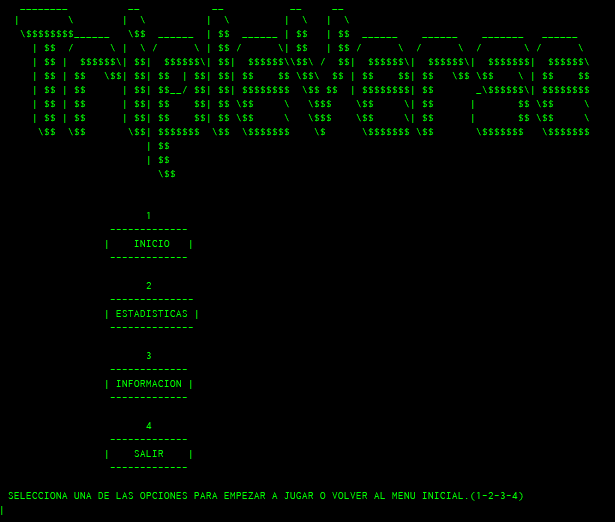 TripleVerse
1
INICIO
2
ESTADISTICAS
3
INFORMACION
4
SALIR
SELECCIONA UNA DE LAS OPCIONES PARA EMPEZAR A JUGAR O VOLVER AL MENU INICIAL.(1-2-3-4)